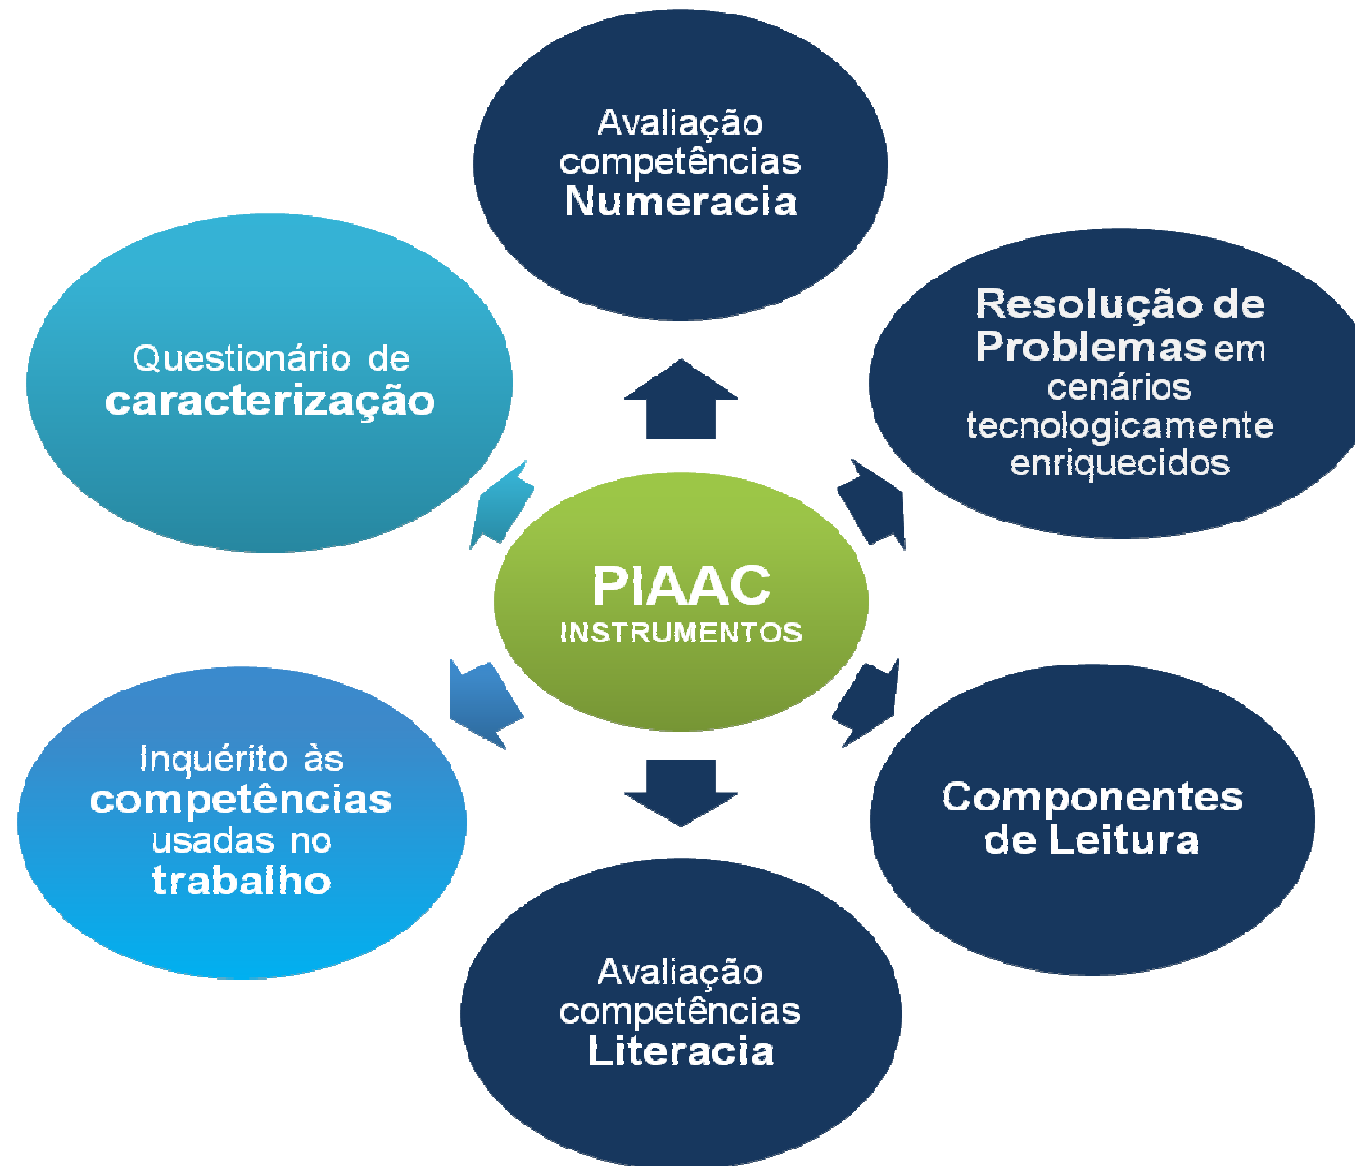 Avaliação
competências
Numeracia
Resolução de
Problemas em
cenários
tecnologicamente
enriquecidos
Questionário de
caracterização
PIAAC
INSTRUMENTOS
Inquérito às
competências
usadas no
trabalho
Componentes
de Leitura
Avaliação
competências
Literacia